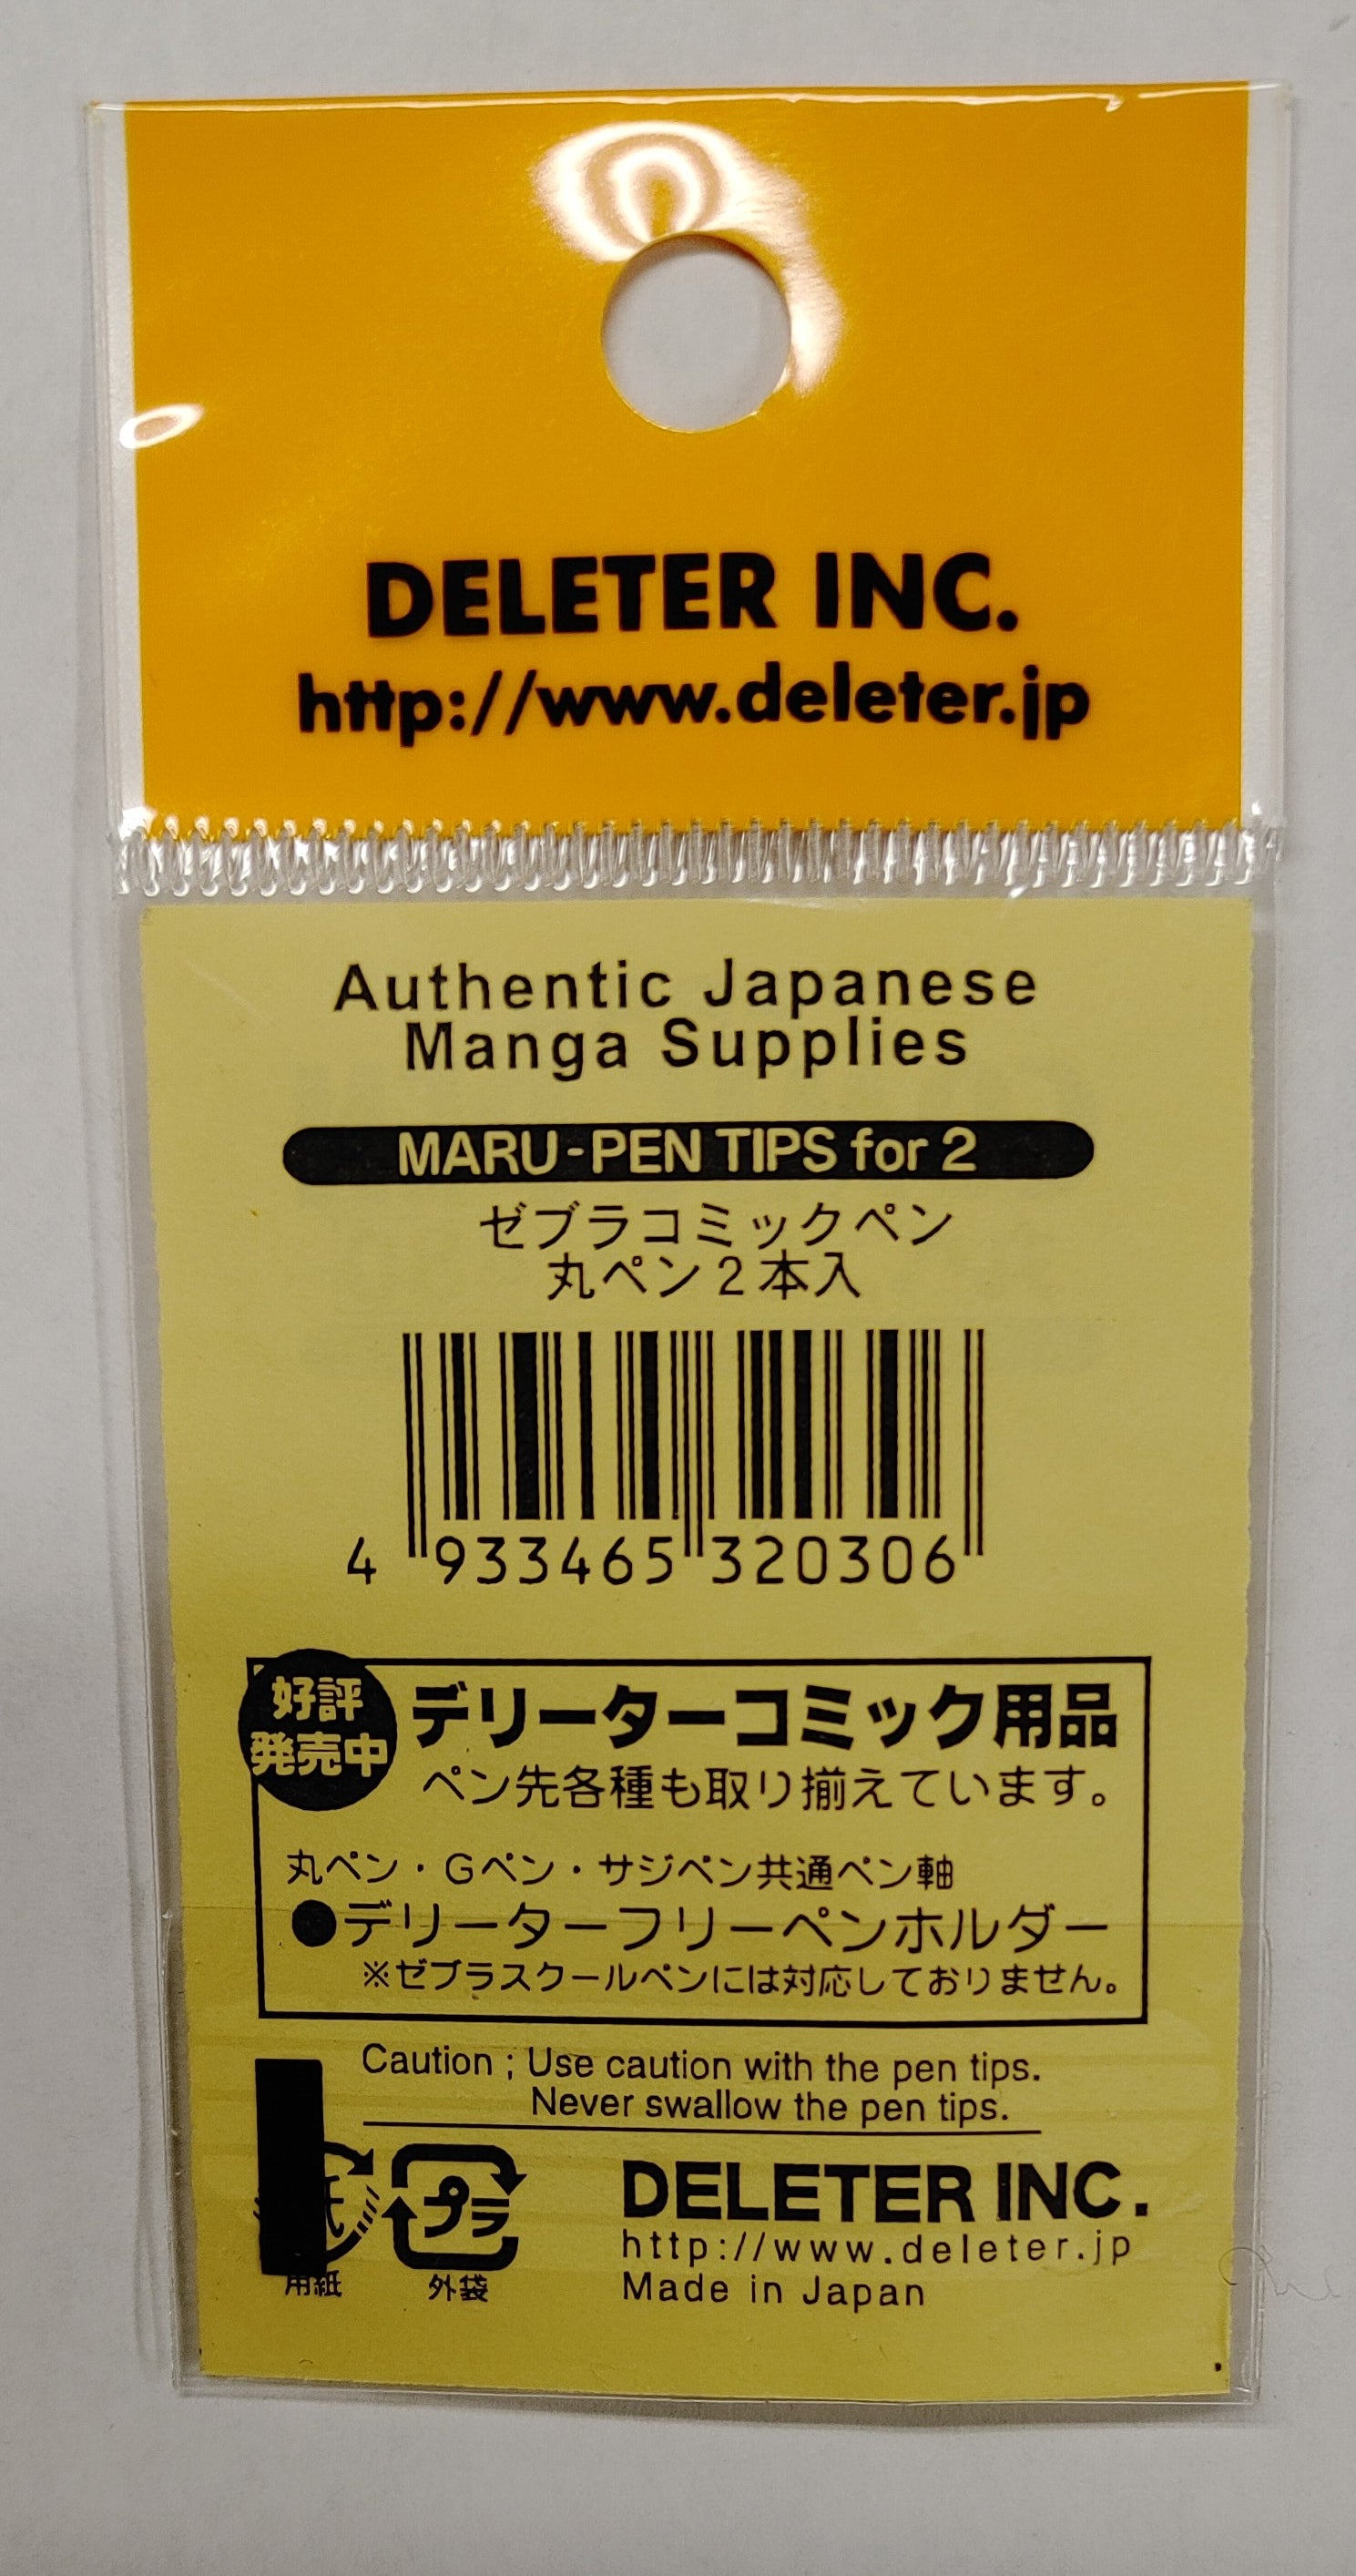 DELETER INC.
http://www.deleter.jp
Authentic Japanese
Manga Supplies
MARU-PEN TIPS for 2
ゼブラコミックペン
丸ペン2本入
4 933465 320306
好評
発売中
デリーターコミック用品
ペン先各種も取り揃えています。
丸ペン・Gペン・サジペン共通ペン軸
●デリーターフリーペンホルダー
※ゼブラスクールペンには対応しておりません。
Caution ; Use caution with the pen tips.
Never swallow the pen tips.
プラ
用紙
外袋
DELETER INC.
http://www.deleter.jp
Made in Japan